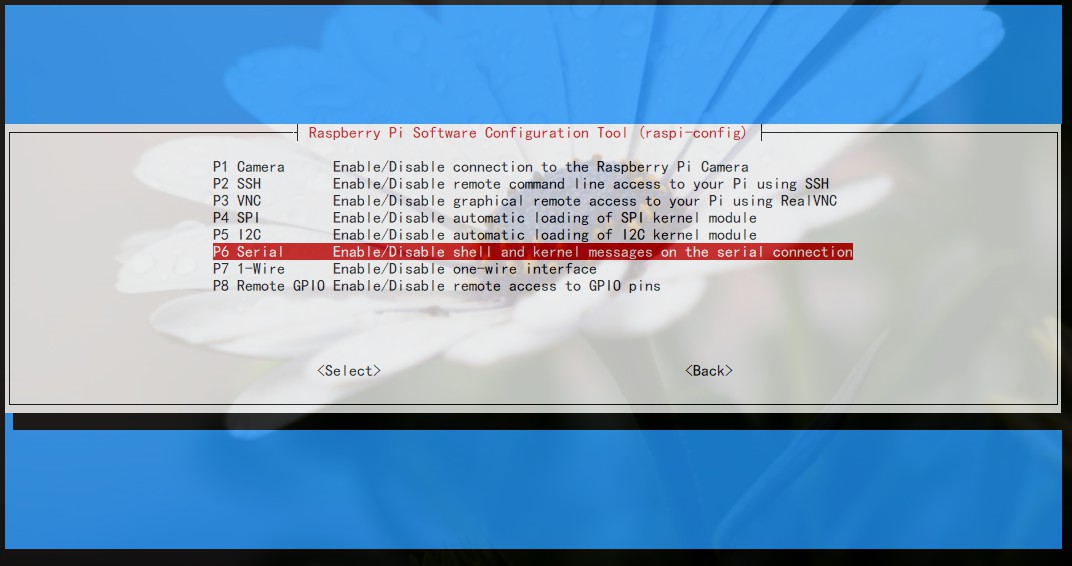 Raspberry Pi Software Configuration Tool (raspi-config)
P1 Camera Enable/Disable connection to the Raspberry Pi Camera
P2 SSH Enable/Disable remote command line access to your Pi using SSH
P3 VNC Enable/Disable graphical remote access to your Pi using RealVNC
P4 SPI Enable/Disable automatic loading of SPI kernel module
P5 I2C Enable/Disable automatic loading of I2C kernel module
P6 Serial Enable/Disable shell and kernel messages on the serial connection
P7 1-Wire Enable/Disable one-wire interface
P8 Remote GPIO Enable/Disable remote access to GPIO pins
<Select> <Back>